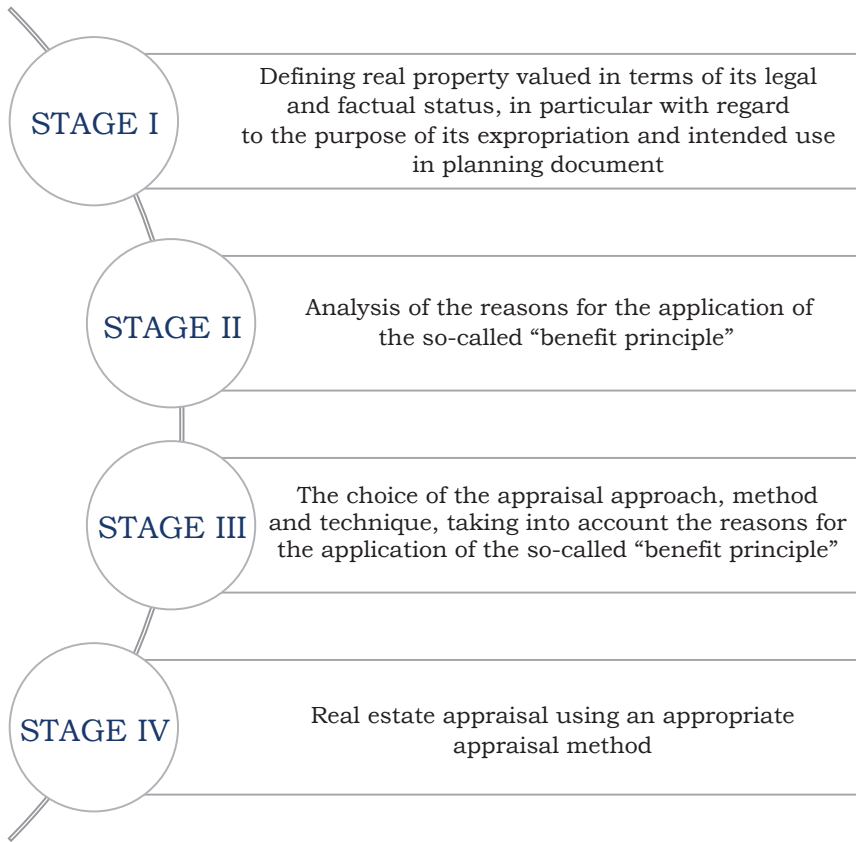 STAGE I
Defining real property valued in terms of its legal
and factual status, in particular with regard
to the purpose of its expropriation and intended use
in planning document
STAGE II
Analysis of the reasons for the application of
the so-called “benefit principle”
STAGE III
The choice of the appraisal approach, method
and technique, taking into account the reasons for
the application of the so-called “benefit principle”
STAGE IV
Real estate appraisal using an appropriate
appraisal method